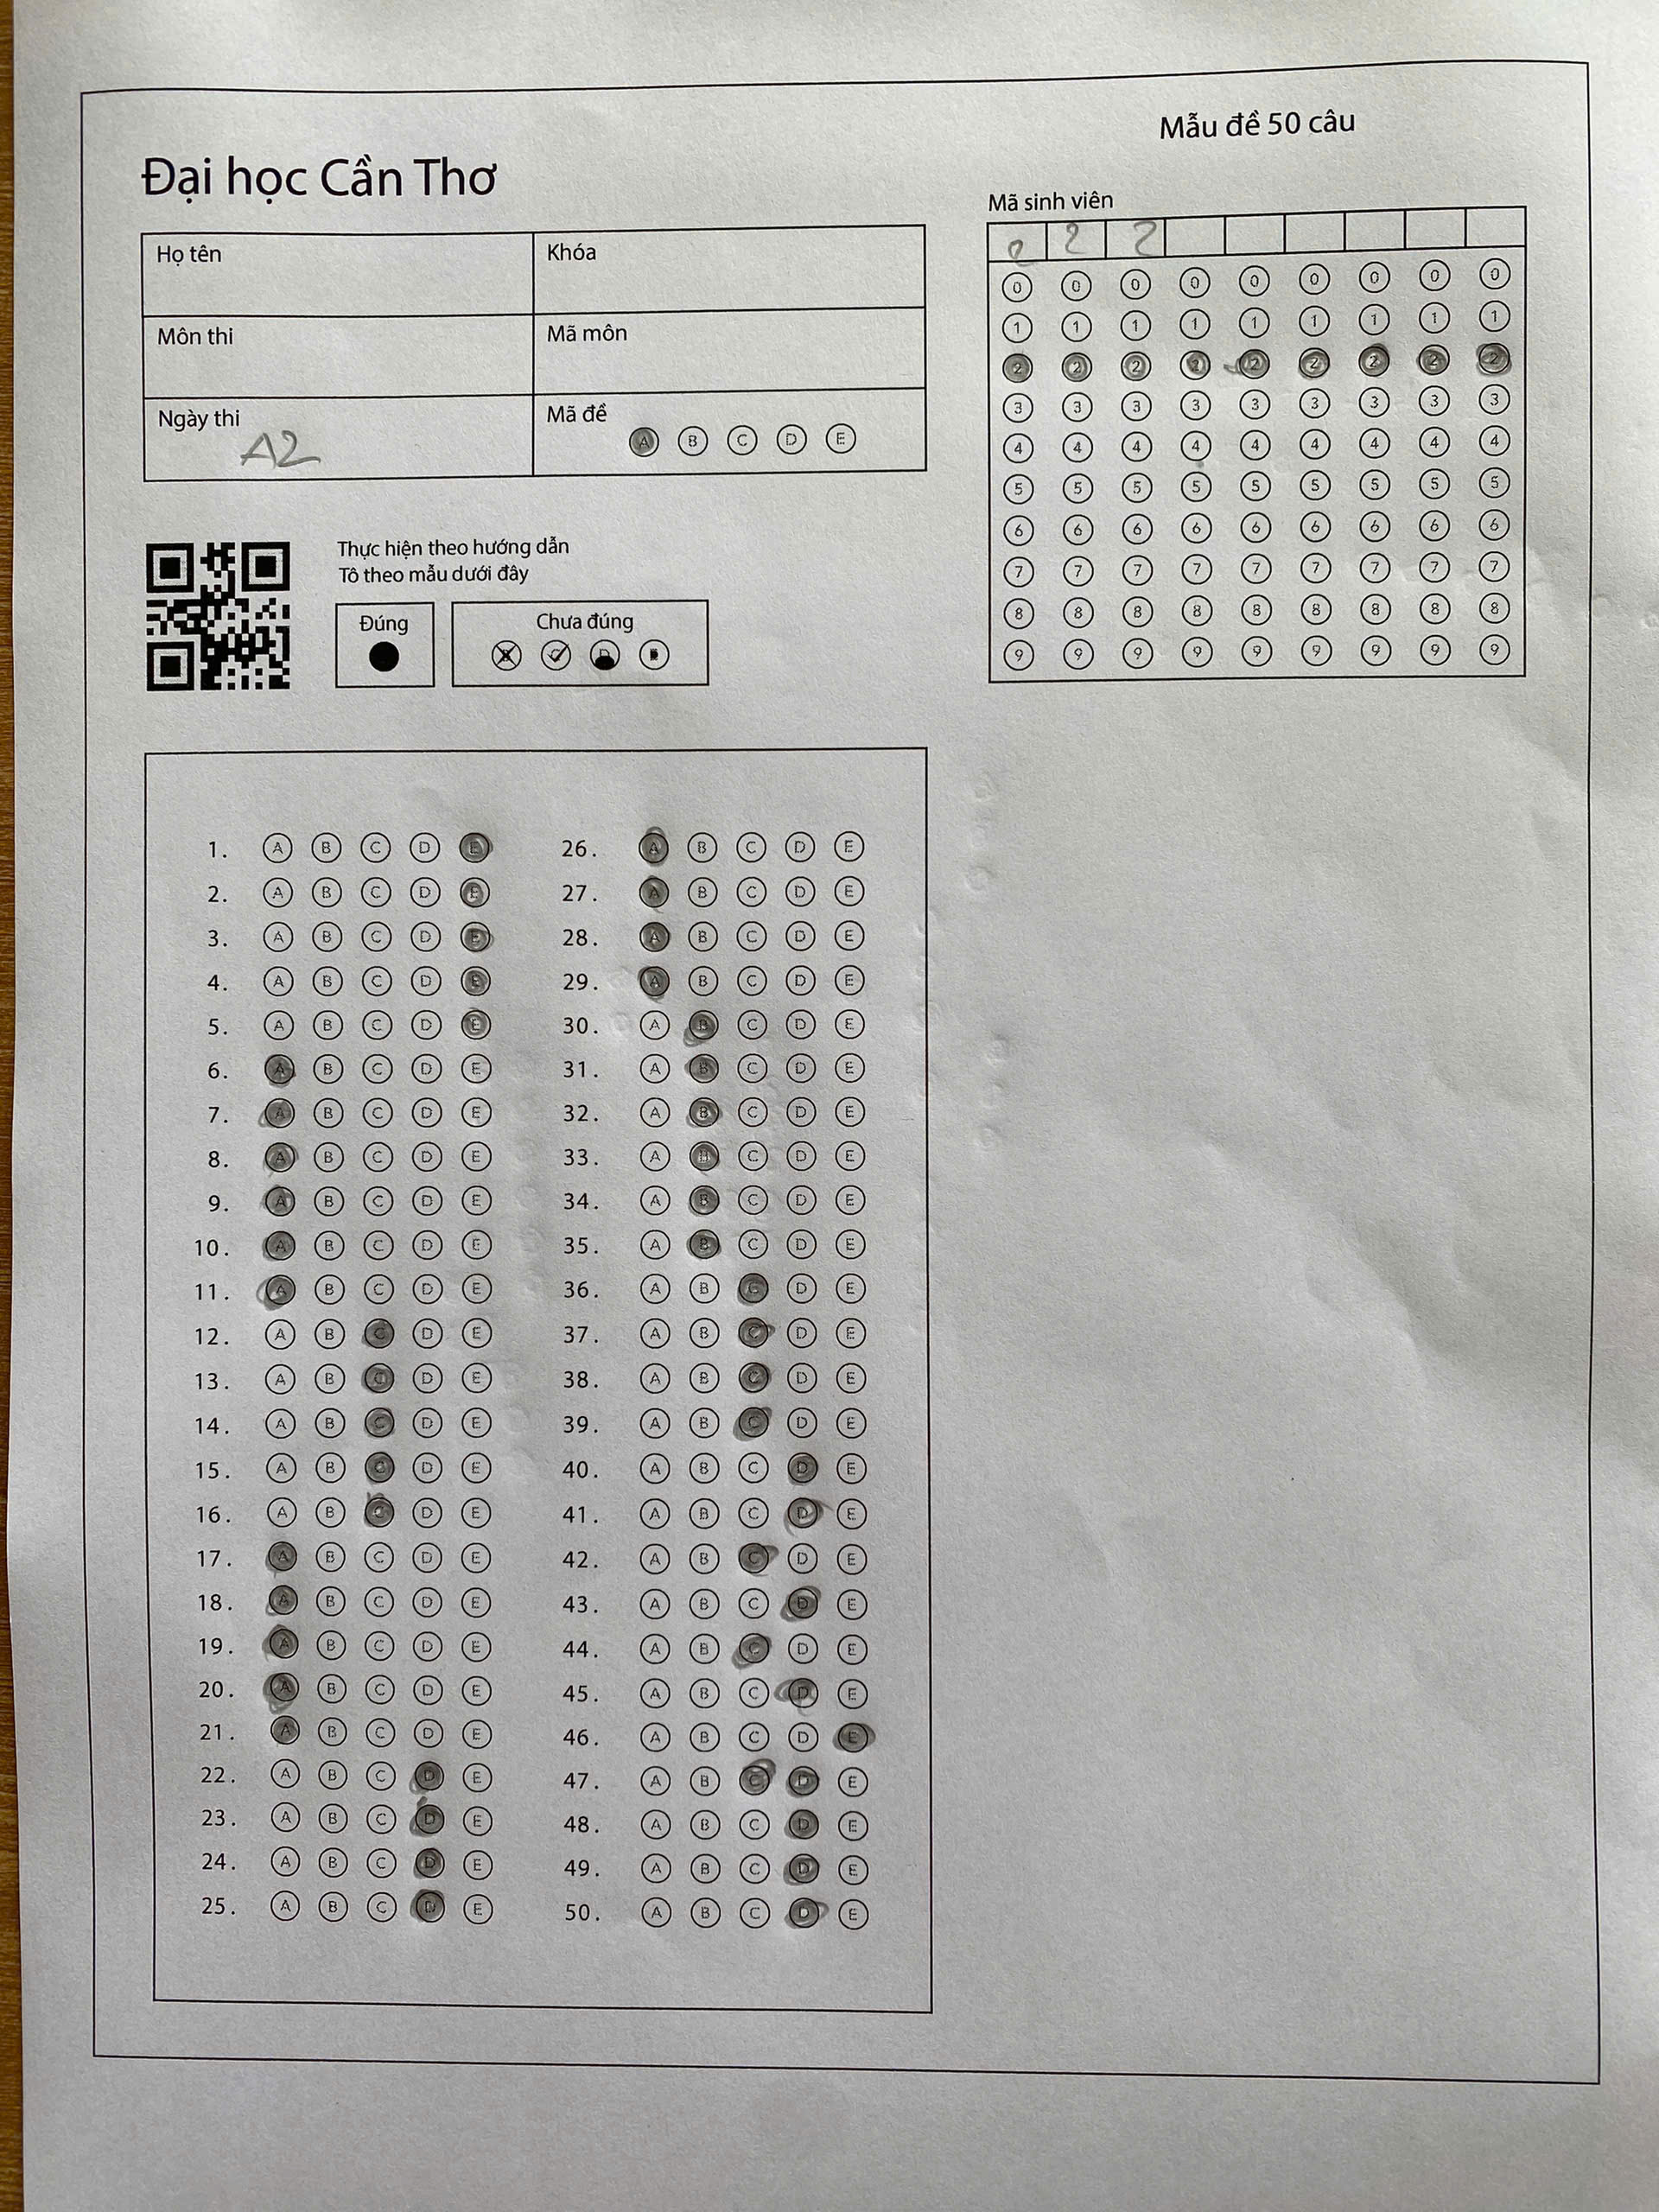 Mẫu đề 50 câu
Đại học Cần Thơ
Mã sinh viên
2 2 2
Họ tên
Khóa
Môn thi
Mã môn
Ngày thi
A2
Mã đề
A B C D E
0 0 0 0 0 0 0 0 0
1 1 1 1 1 1 1 1 1
2 2 2 2 2 2 2 2 2
3 3 3 3 3 3 3 3 3
4 4 4 4 4 4 4 4 4
5 5 5 5 5 5 5 5 5
6 6 6 6 6 6 6 6 6
7 7 7 7 7 7 7 7 7
8 8 8 8 8 8 8 8 8
9 9 9 9 9 9 9 9 9
Thực hiện theo hướng dẫn
Tô theo mẫu dưới đây
Đúng
Chưa đúng
1. A B C D E
2. A B C D E
3. A B C D E
4. A B C D E
5. A B C D E
6. A B C D E
7. A B C D E
8. A B C D E
9. A B C D E
10. A B C D E
11. A B C D E
12. A B C D E
13. A B C D E
14. A B C D E
15. A B C D E
16. A B C D E
17. A B C D E
18. A B C D E
19. A B C D E
20. A B C D E
21. A B C D E
22. A B C D E
23. A B C D E
24. A B C D E
25. A B C D E
26. A B C D E
27. A B C D E
28. A B C D E
29. A B C D E
30. A B C D E
31. A B C D E
32. A B C D E
33. A B C D E
34. A B C D E
35. A B C D E
36. A B C D E
37. A B C D E
38. A B C D E
39. A B C D E
40. A B C D E
41. A B C D E
42. A B C D E
43. A B C D E
44. A B C D E
45. A B C D E
46. A B C D E
47. A B C D E
48. A B C D E
49. A B C D E
50. A B C D E